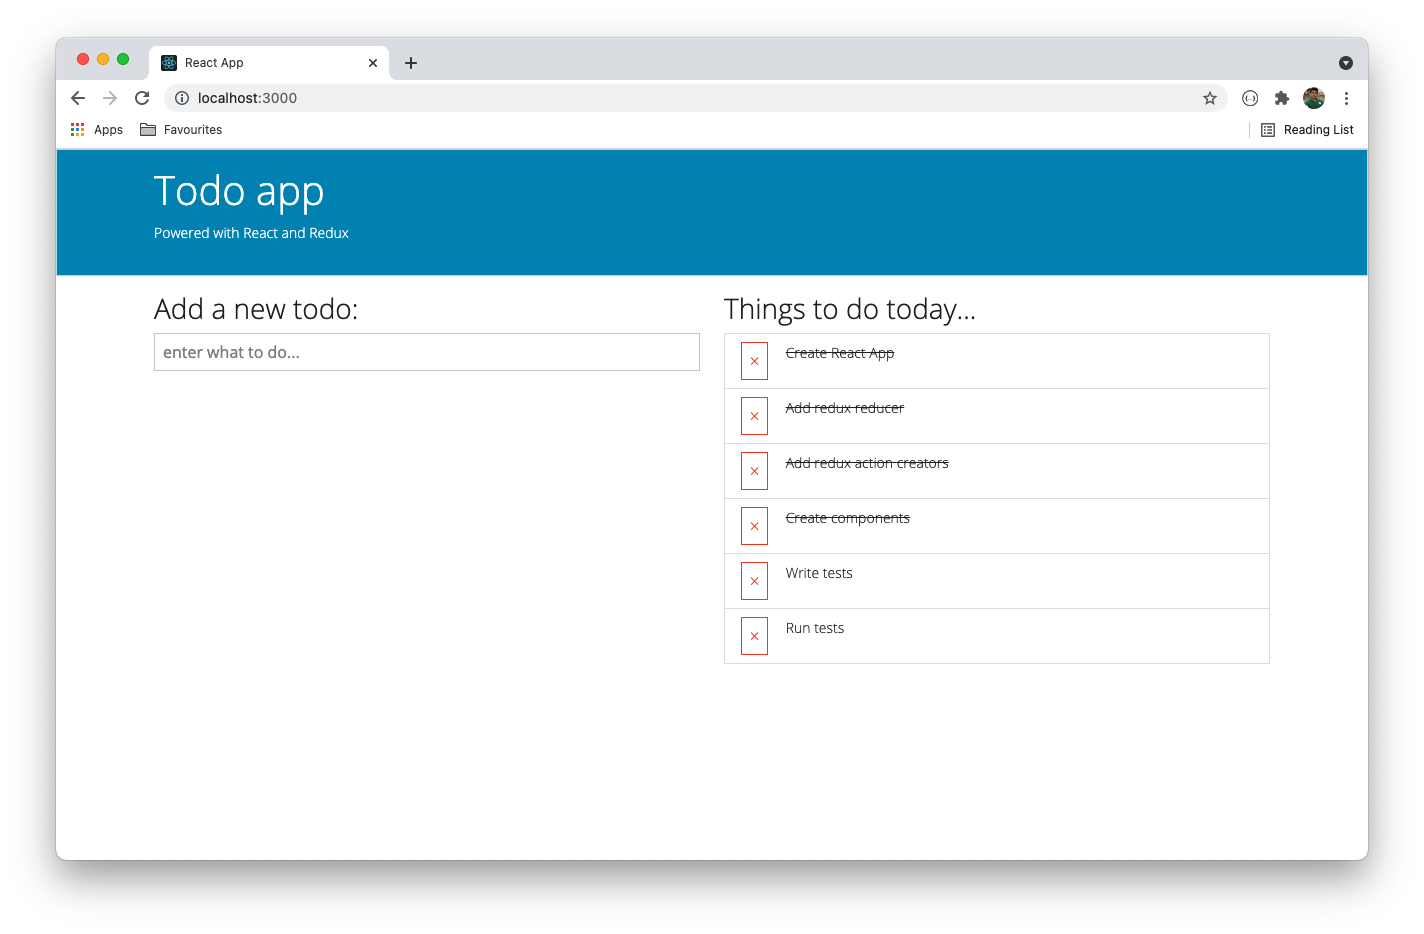 React App
localhost:3000
Apps
Favourites
Reading List
Todo app
Powered with React and Redux
Add a new todo:
enter what to do...
Things to do today...
× Create React App
× Add redux reducer
× Add redux action creators
× Create components
× Write tests
× Run tests